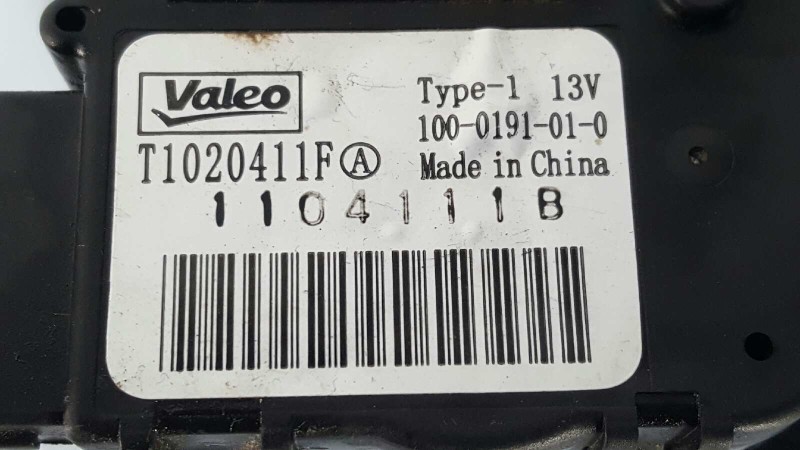 Valeo
Type-1 13V
100-0191-01-0
T1020411FⒶ
Made in China
1104111B